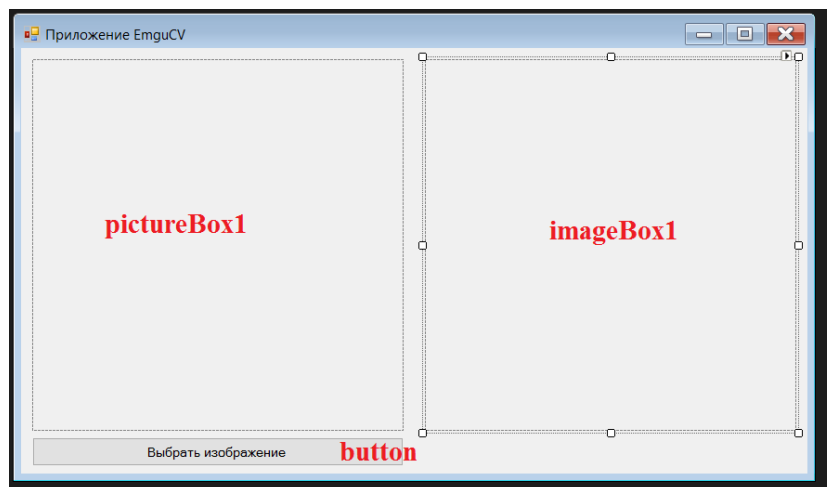 Приложение EmguCV
pictureBox1
imageBox1
Выбрать изображение
button